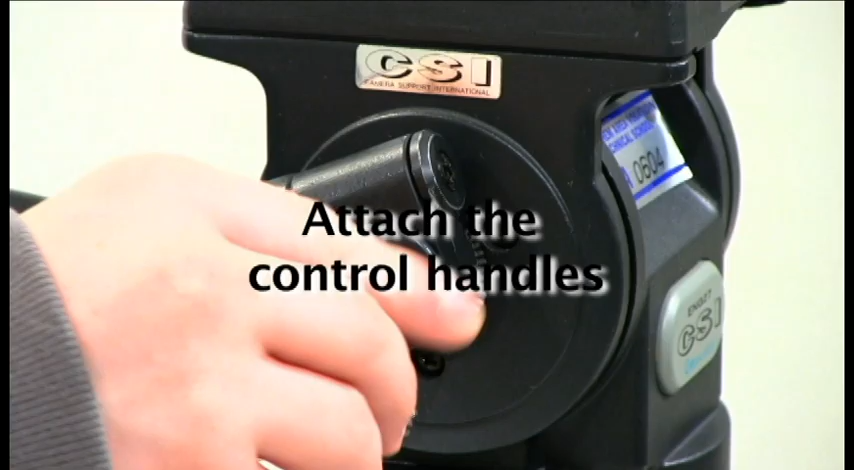 CSI
CAMERA SUPPORT INTERNATIONAL
0604
Attach the
control handles
CSI